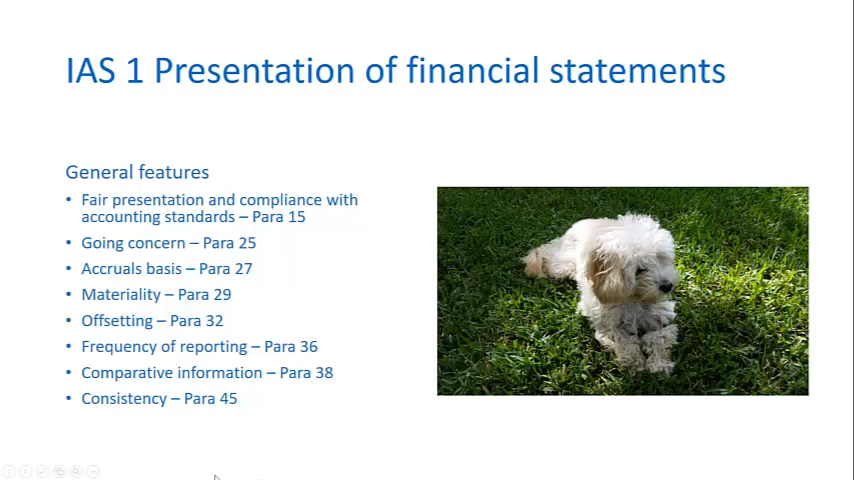 IAS 1 Presentation of financial statements
General features
• Fair presentation and compliance with
accounting standards – Para 15
• Going concern – Para 25
• Accruals basis – Para 27
• Materiality – Para 29
• Offsetting – Para 32
• Frequency of reporting – Para 36
• Comparative information – Para 38
• Consistency – Para 45